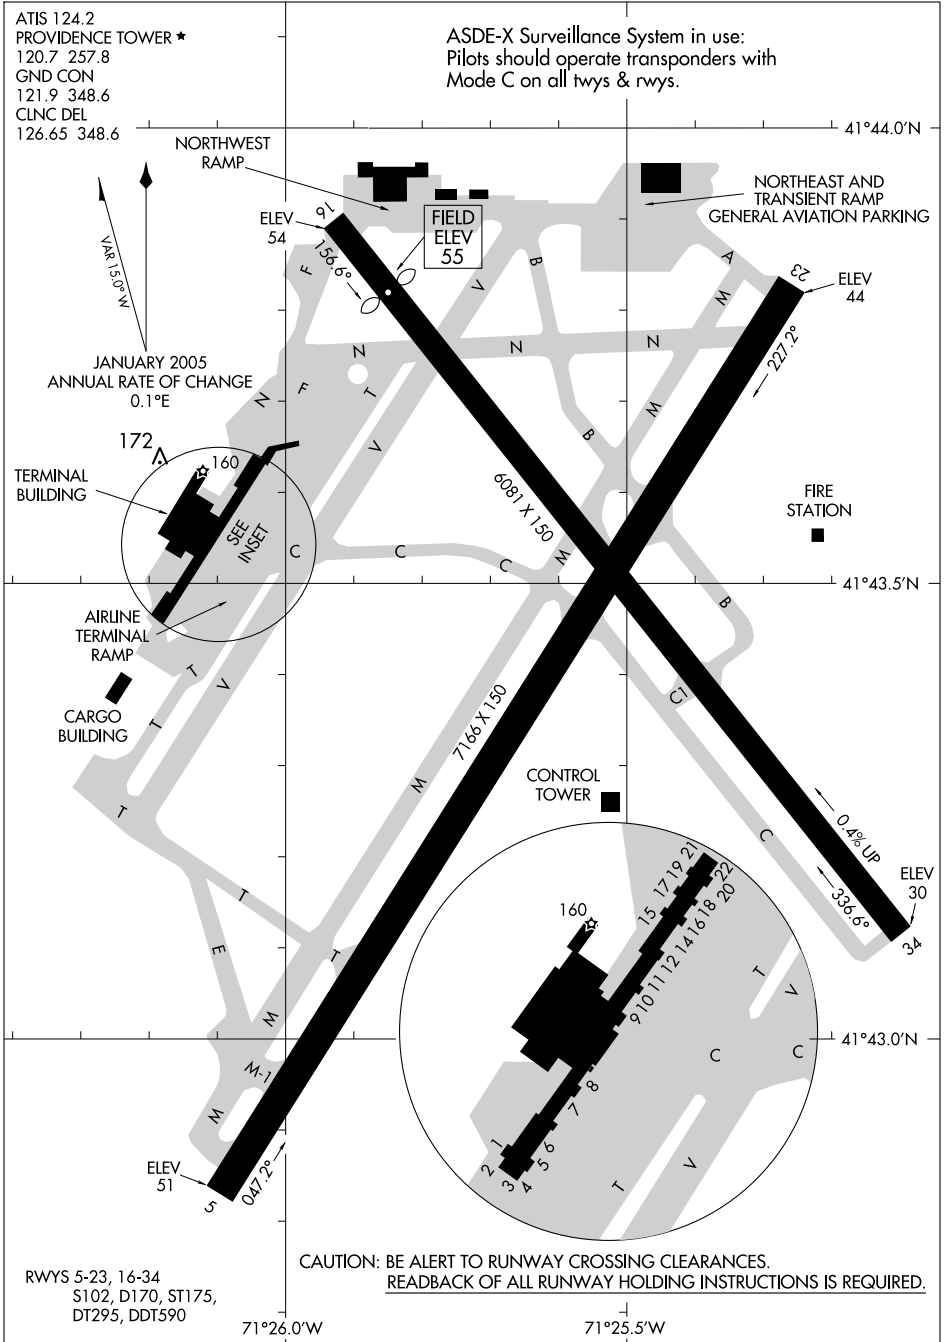 ATIS 124.2
PROVIDENCE TOWER ★
120.7 257.8
GND CON
121.9 348.6
CLNC DEL
126.65 348.6
ASDE-X Surveillance System in use:
Pilots should operate transponders with
Mode C on all twys & rwys.
41°44.0'N
NORTHWEST
RAMP
NORTHEAST AND
TRANSIENT RAMP
GENERAL AVIATION PARKING
VAR 15.0° W
JANUARY 2005
ANNUAL RATE OF CHANGE
0.1°E
ELEV
54
16
156.6°
FIELD
ELEV
55
F
V
B
A
M
23
ELEV
44
227.2°
N
N
N
N
F
T
V
M
B
172
160
TERMINAL
BUILDING
SEE
INSET
6081 X 150
FIRE
STATION
C
C
C
M
B
41°43.5'N
AIRLINE
TERMINAL
RAMP
T
V
T
CARGO
BUILDING
C1
7166 X 150
M
T
CONTROL
TOWER
C
0.4% UP
336.6°
ELEV
30
34
T
E
T
M
M-1
M
ELEV
51
5
047.2°
160
15
17
19
21
22
20
18
16
14
12
11
10
9
8
7
6
5
4
3
2
1
T
V
C
C
V
T
41°43.0'N
CAUTION: BE ALERT TO RUNWAY CROSSING CLEARANCES.
READBACK OF ALL RUNWAY HOLDING INSTRUCTIONS IS REQUIRED.
RWYS 5-23, 16-34
S102, D170, ST175,
DT295, DDT590
71°26.0'W
71°25.5'W